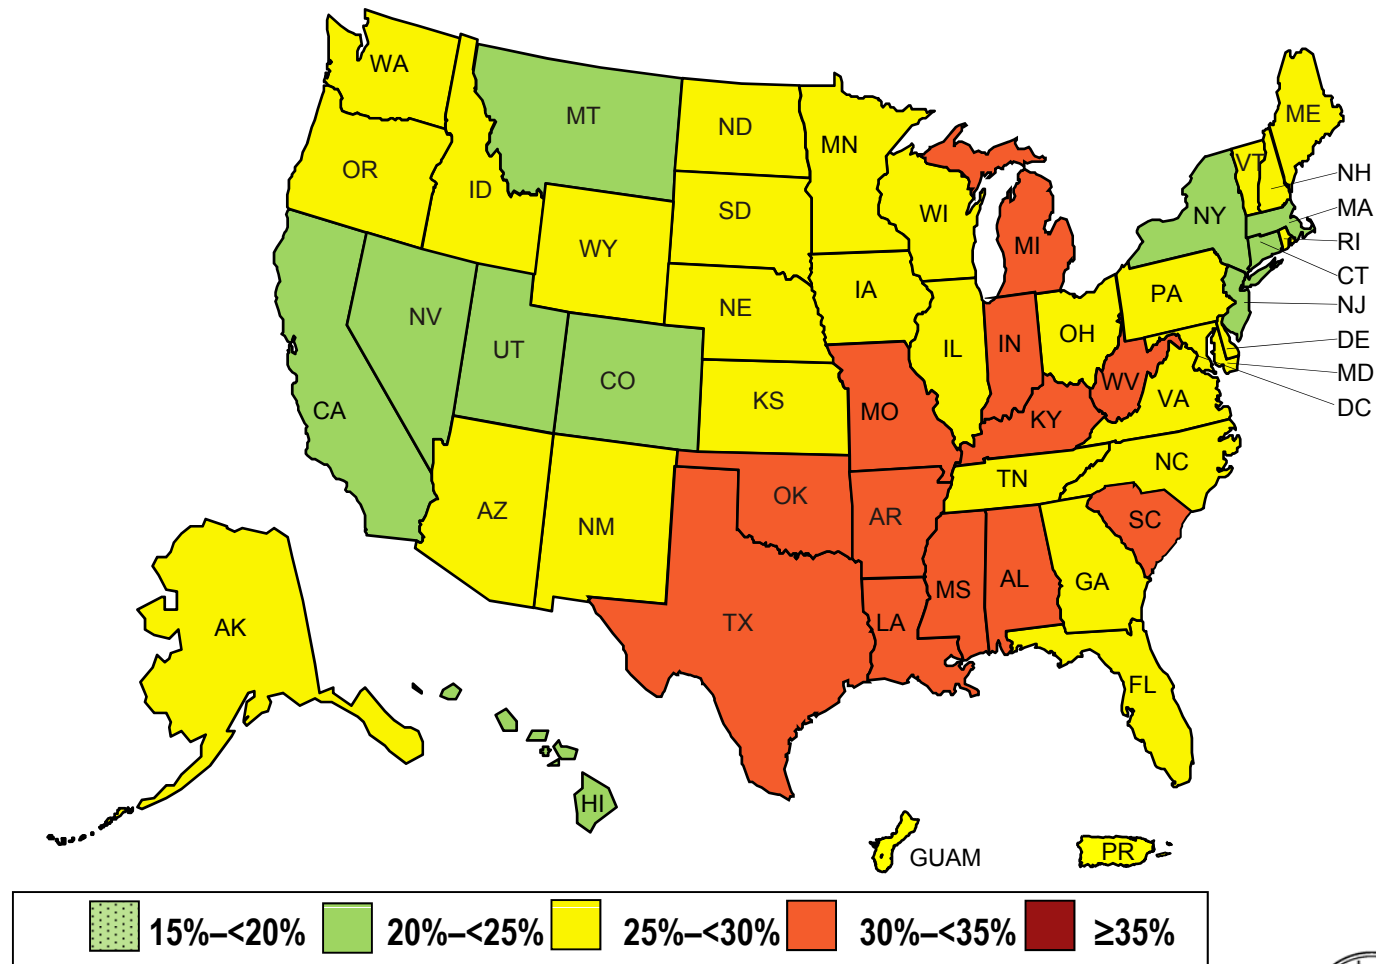 WA
MT
ND
MN
ME
OR
ID
SD
WI
VT
NH
MA
NY
RI
CT
WY
MI
NJ
NE
IA
PA
DE
NV
UT
IL
IN
OH
MD
CO
WV
DC
CA
KS
MO
KY
VA
AZ
NM
OK
AR
TN
NC
SC
TX
LA
MS
AL
GA
AK
FL
HI
GUAM
PR
15%–<20% 20%–<25% 25%–<30% 30%–<35% ≥35%